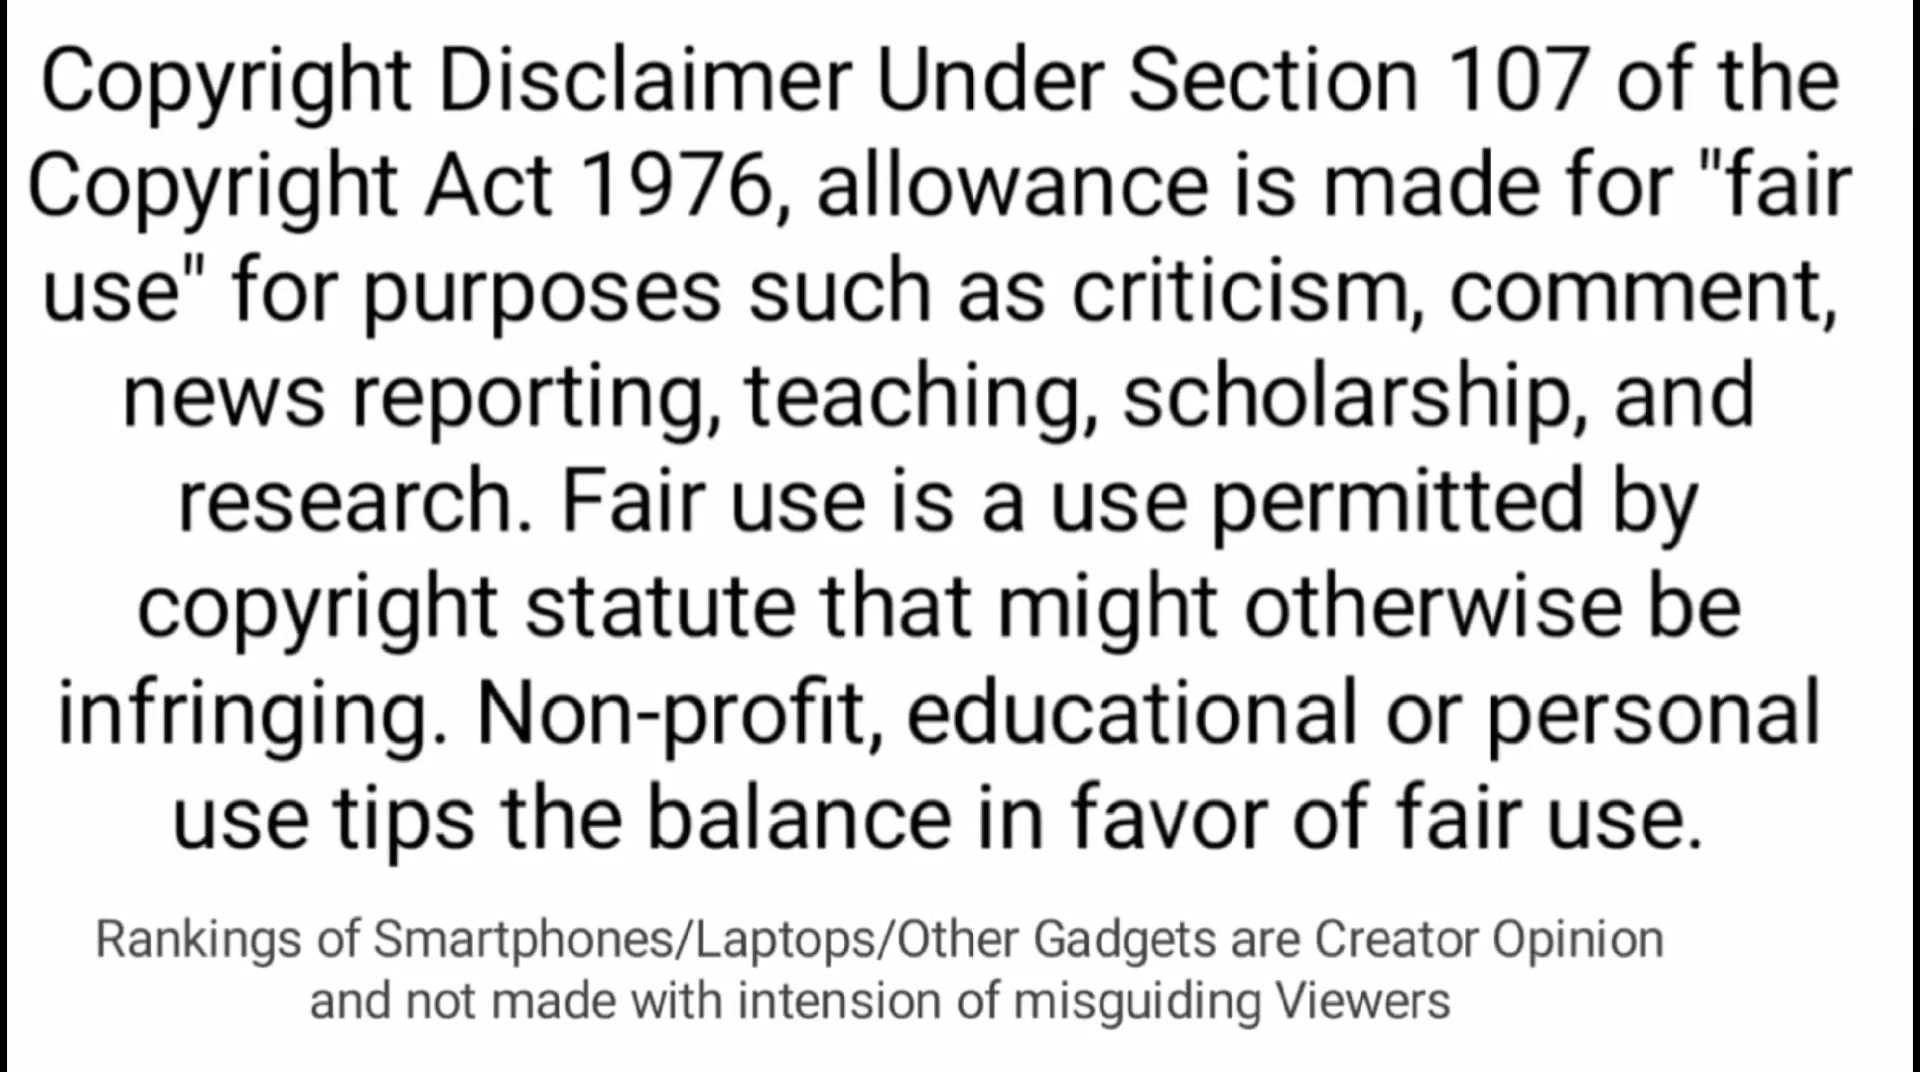 Copyright Disclaimer Under Section 107 of the
Copyright Act 1976, allowance is made for "fair
use" for purposes such as criticism, comment,
news reporting, teaching, scholarship, and
research. Fair use is a use permitted by
copyright statute that might otherwise be
infringing. Non-profit, educational or personal
use tips the balance in favor of fair use.
Rankings of Smartphones/Laptops/Other Gadgets are Creator Opinion
and not made with intension of misguiding Viewers